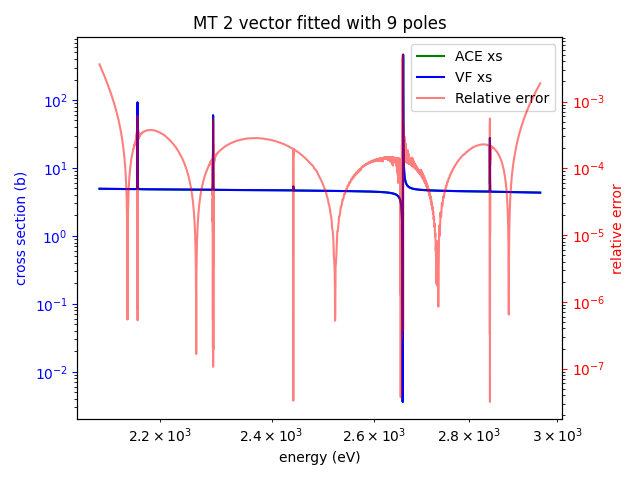 MT 2 vector fitted with 9 poles
ACE xs
VF xs
Relative error
10²
10¹
10⁰
10⁻¹
10⁻²
cross section (b)
10⁻³
10⁻⁴
10⁻⁵
10⁻⁶
10⁻⁷
relative error
2.2 × 10³
2.4 × 10³
2.6 × 10³
2.8 × 10³
3 × 10³
energy (eV)